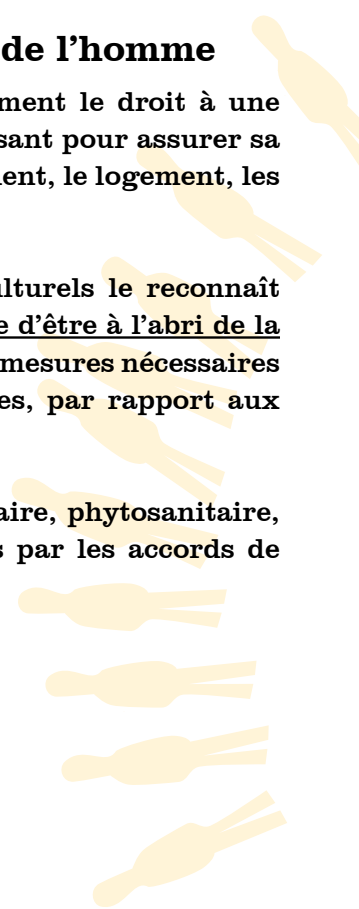 de l’homme
ment le droit à une
sant pour assurer sa
ent, le logement, les
lturels le reconnaît
e d'être à l'abri de la
mesures nécessaires
es, par rapport aux
aire, phytosanitaire,
s par les accords de